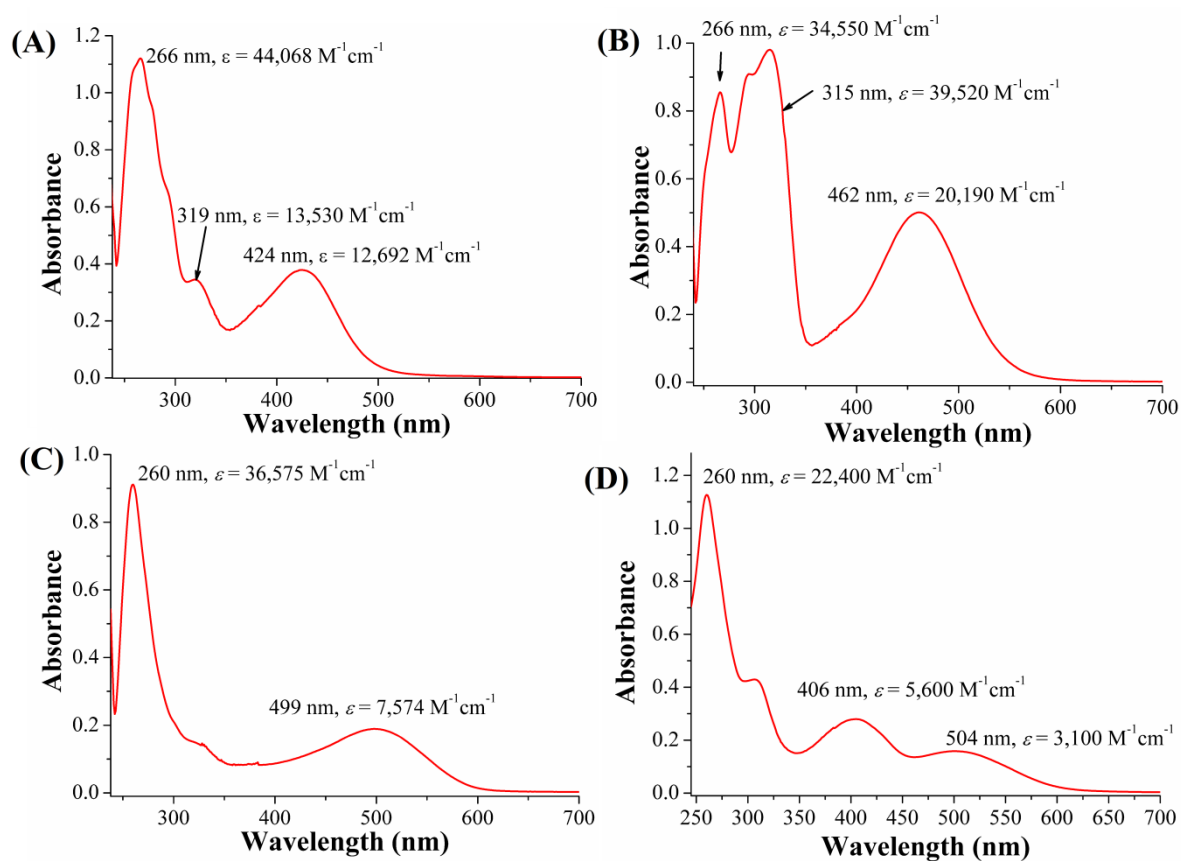 (A)
266 nm, ε = 44,068 M⁻¹cm⁻¹
319 nm, ε = 13,530 M⁻¹cm⁻¹
424 nm, ε = 12,692 M⁻¹cm⁻¹
1.2
1.0
0.8
0.6
0.4
0.2
0.0
Absorbance
300 400 500 600 700
Wavelength (nm)
(B)
266 nm, ε = 34,550 M⁻¹cm⁻¹
315 nm, ε = 39,520 M⁻¹cm⁻¹
462 nm, ε = 20,190 M⁻¹cm⁻¹
1.0
0.8
0.6
0.4
0.2
0.0
Absorbance
300 400 500 600 700
Wavelength (nm)
(C)
260 nm, ε = 36,575 M⁻¹cm⁻¹
499 nm, ε = 7,574 M⁻¹cm⁻¹
1.0
0.8
0.6
0.4
0.2
0.0
Absorbance
300 400 500 600 700
Wavelength (nm)
(D)
260 nm, ε = 22,400 M⁻¹cm⁻¹
406 nm, ε = 5,600 M⁻¹cm⁻¹
504 nm, ε = 3,100 M⁻¹cm⁻¹
1.2
1.0
0.8
0.6
0.4
0.2
0.0
Absorbance
250 300 350 400 450 500 550 600 650 700
Wavelength (nm)